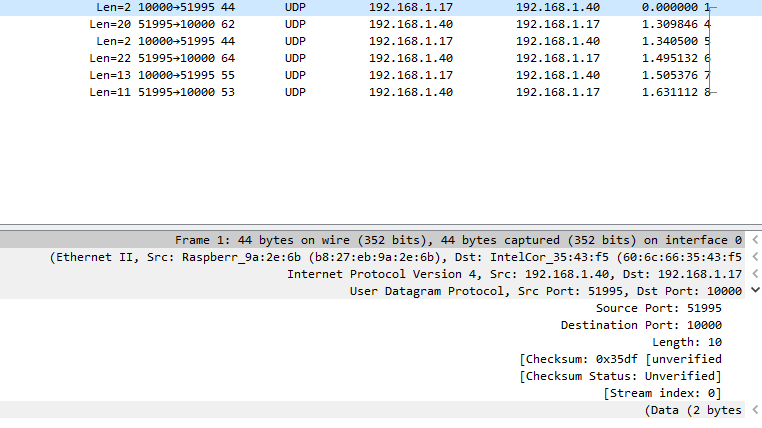 Len=2 10000→51995 44 UDP 192.168.1.17 192.168.1.40 0.000000 1
Len=20 51995→10000 62 UDP 192.168.1.40 192.168.1.17 1.309846 4
Len=2 10000→51995 44 UDP 192.168.1.17 192.168.1.40 1.340500 5
Len=22 51995→10000 64 UDP 192.168.1.40 192.168.1.17 1.495132 6
Len=13 10000→51995 55 UDP 192.168.1.17 192.168.1.40 1.505376 7
Len=11 51995→10000 53 UDP 192.168.1.40 192.168.1.17 1.631112 8
Frame 1: 44 bytes on wire (352 bits), 44 bytes captured (352 bits) on interface 0
(Ethernet II, Src: Raspberr_9a:2e:6b (b8:27:eb:9a:2e:6b), Dst: IntelCor_35:43:f5 (60:6c:66:35:43:f5
Internet Protocol Version 4, Src: 192.168.1.40, Dst: 192.168.1.17
User Datagram Protocol, Src Port: 51995, Dst Port: 10000
Source Port: 51995
Destination Port: 10000
Length: 10
[Checksum: 0x35df [unverified
[Checksum Status: Unverified]
[Stream index: 0]
(Data (2 bytes